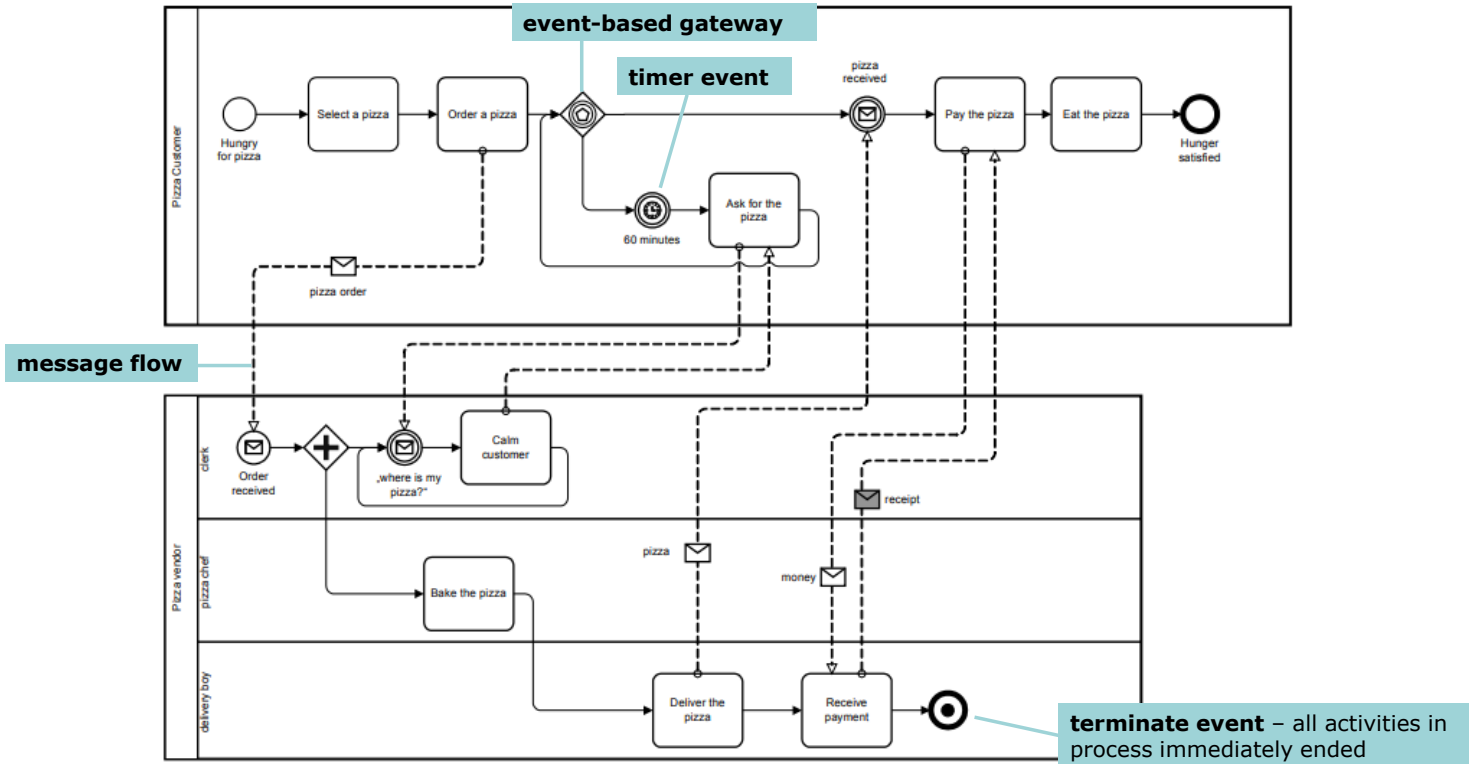 event-based gateway
timer event
pizza
received
Select a pizza
Order a pizza
Pay the pizza
Eat the pizza
Hungry
for pizza
Hunger
satisfied
Pizza Customer
Ask for the
pizza
60 minutes
pizza order
message flow
Pizza vendor
clerk
Order
received
„where is my
pizza?“
Calm
customer
receipt
pizza chef
Bake the pizza
pizza
money
delivery boy
Deliver the
pizza
Receive
payment
terminate event – all activities in
process immediately ended